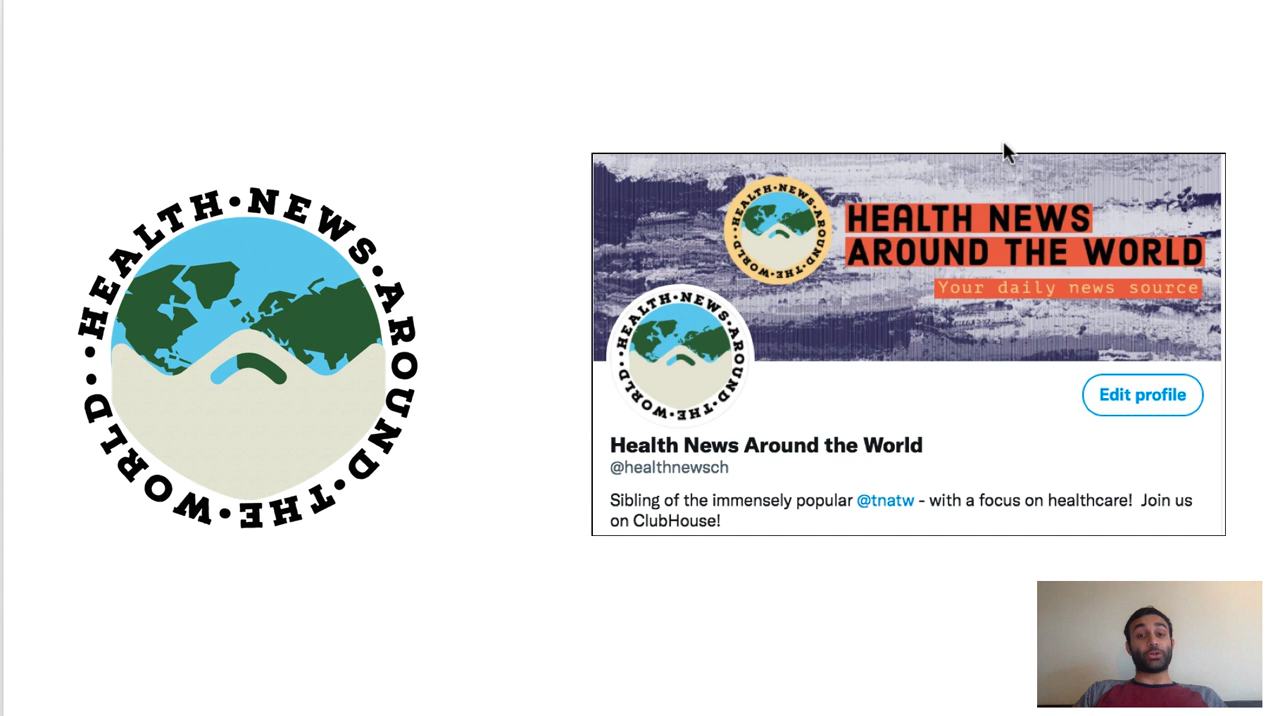 HEALTH·NEWS·AROUND·THE·WORLD·
HEALTH·NEWS·AROUND·THE·WORLD·
HEALTH NEWS
AROUND THE WORLD
Your daily news source
HEALTH·NEWS·AROUND·THE·WORLD·
Edit profile
Health News Around the World
@healthnewsch
Sibling of the immensely popular @tnatw - with a focus on healthcare! Join us
on ClubHouse!